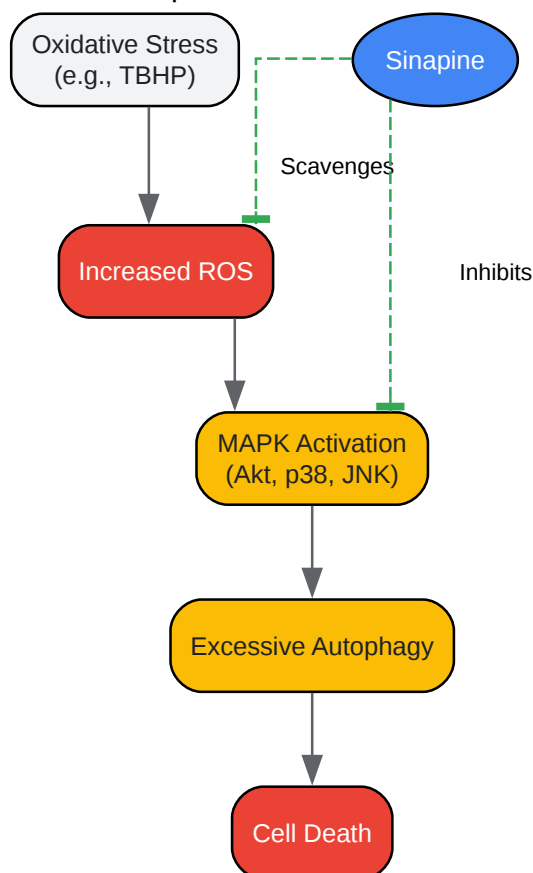 Oxidative Stress
(e.g., TBHP)
Sinapine
Scavenges
Increased ROS
Inhibits
MAPK Activation
(Akt, p38, JNK)
Excessive Autophagy
Cell Death